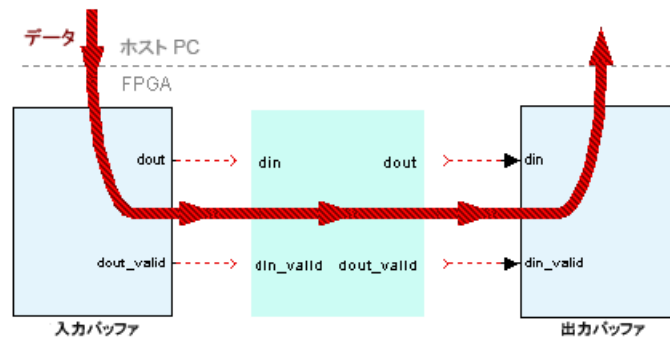 データ
ホスト PC
FPGA
dout
din
dout
din
dout_valid
din_valid
dout_valid
din_valid
入力バッファ
出力バッファ